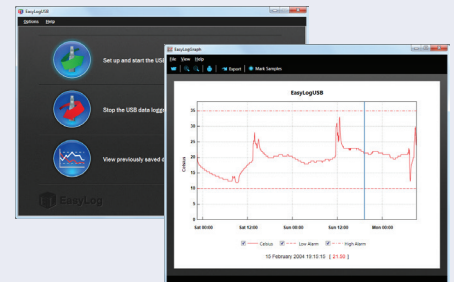 EasyLogUSB
Options Help
Set up and start the USB
Stop the USB data logg
View previously saved d
EasyLog
EasyLogGraph
File View Help
Export Mark Samples
EasyLogUSB
35
30
25
20
15
10
5
0
Celsius
Sat 00:00 Sat 12:00 Sun 00:00 Sun 12:00 Mon 00:00
Celsius Low Alarm High Alarm
15 February 2004 19:15:15 [ 21.50 ]